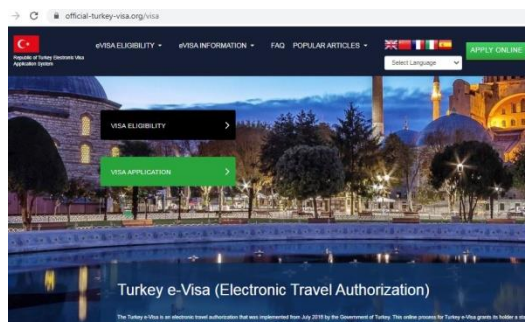 official-turkey-visa.org/visa
Republic of Turkey Electronic Visa
Application System
eVISA ELIGIBILITY
eVISA INFORMATION
FAQ
POPULAR ARTICLES
Select Language
APPLY ONLINE
VISA ELIGIBILITY
VISA APPLICATION
Turkey e-Visa (Electronic Travel Authorization)
The Turkey e-Visa is an electronic travel authorization that was implemented from July 2016 by the Government of Turkey. This online process for Turkey e-Visa grants its holder a